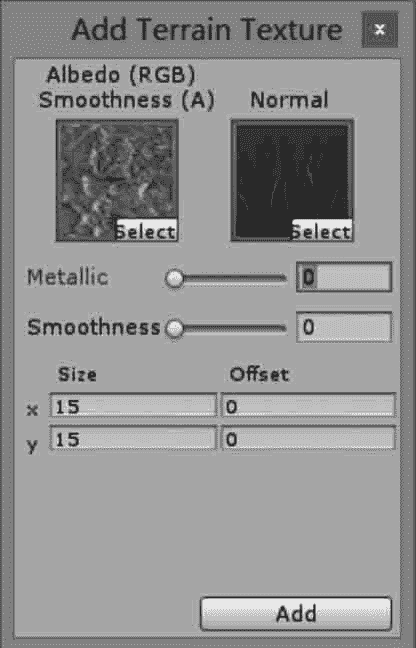 Add Terrain Texture
x
Albedo (RGB)
Smoothness (A) Normal
Select Select
Metallic 0
Smoothness 0
Size Offset
x 15 0
y 15 0
Add